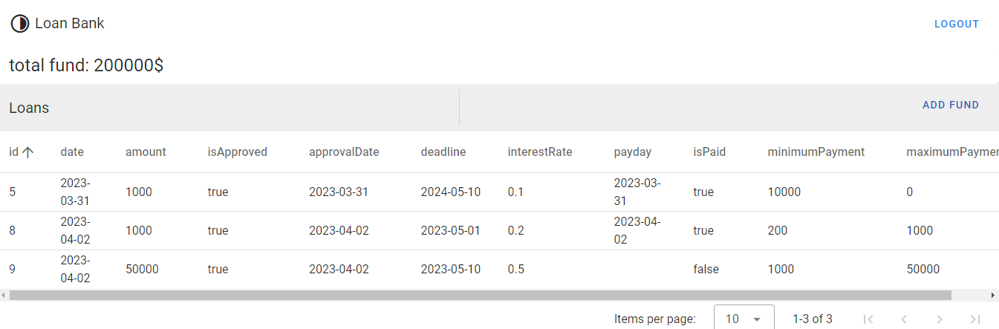 Loan Bank LOGOUT
total fund: 200000$
Loans ADD FUND
id date amount isApproved approvalDate deadline interestRate payday isPaid minimumPayment maximumPaymen
5 2023-03-31 1000 true 2023-03-31 2024-05-10 0.1 2023-03-31 true 10000 0
8 2023-04-02 1000 true 2023-04-02 2023-05-01 0.2 2023-04-02 true 200 1000
9 2023-04-02 50000 true 2023-04-02 2023-05-10 0.5 false 1000 50000
Items per page: 10 1-3 of 3